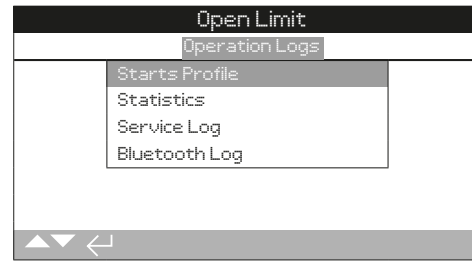 Open Limit
Operation Logs
Starts Profile
Statistics
Service Log
Bluetooth Log